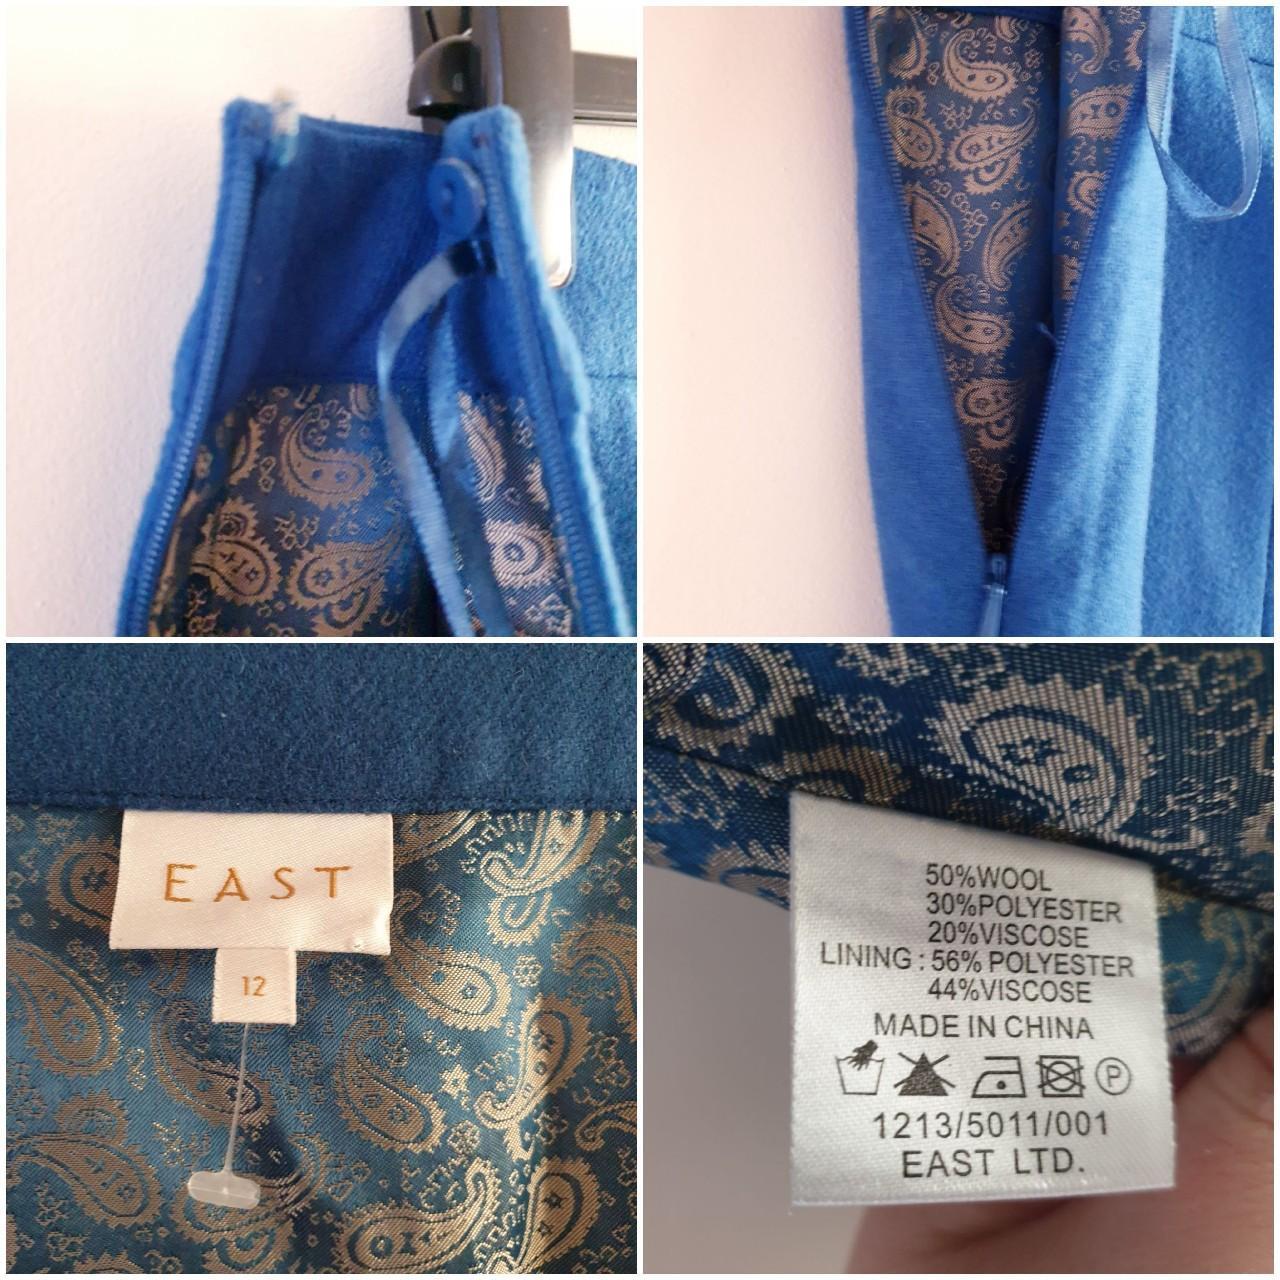 EAST
12
50%WOOL
30%POLYESTER
20%VISCOSE
LINING : 56% POLYESTER
44%VISCOSE
MADE IN CHINA
P
1213/5011/001
EAST LTD.